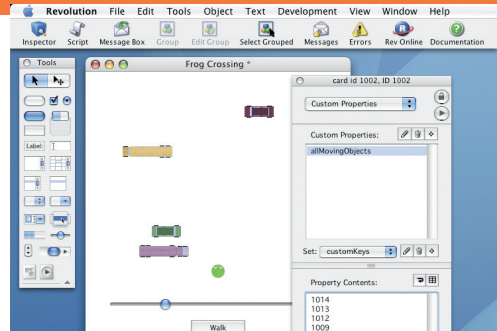 Revolution File Edit Tools Object Text Development View Window Help
Inspector Script Message Box Group Edit Group Select Grouped Messages Errors Rev Online Documentation
Tools
Frog Crossing *
card id 1002, ID 1002
Custom Properties
Custom Properties:
allMovingObjects
Label:
Set: customKeys
Property Contents:
1014
1013
1012
1009
Walk